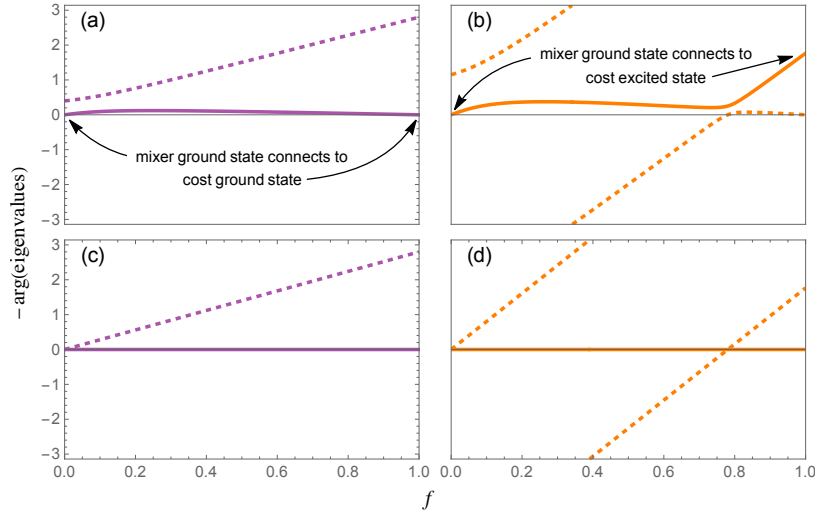 (a)
(b)
3
2
1
0
−1
−2
−3
mixer ground state connects to
cost ground state
mixer ground state connects to
cost excited state
− arg(eigenvalues)
(c)
(d)
3
2
1
0
−1
−2
−3
0.0 0.2 0.4 0.6 0.8 1.0
0.0 0.2 0.4 0.6 0.8 1.0
f